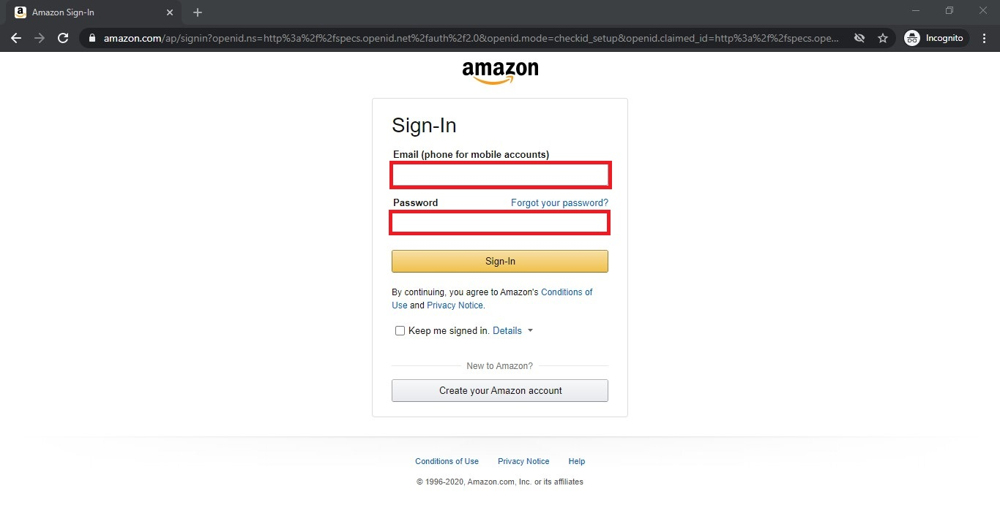 Amazon Sign-In
amazon.com/ap/signin?openid.ns=http%3a%2f%2fspecs.openid.net%2fauth%2f2.0&openid.mode=checkid_setup&openid.claimed_id=http%3a%2f%2fspecs.ope...
Incognito
amazon
Sign-In
Email (phone for mobile accounts)
Password Forgot your password?
Sign-In
By continuing, you agree to Amazon's Conditions of
Use and Privacy Notice.
Keep me signed in. Details
New to Amazon?
Create your Amazon account
Conditions of Use Privacy Notice Help
© 1996-2020, Amazon.com, Inc. or its affiliates